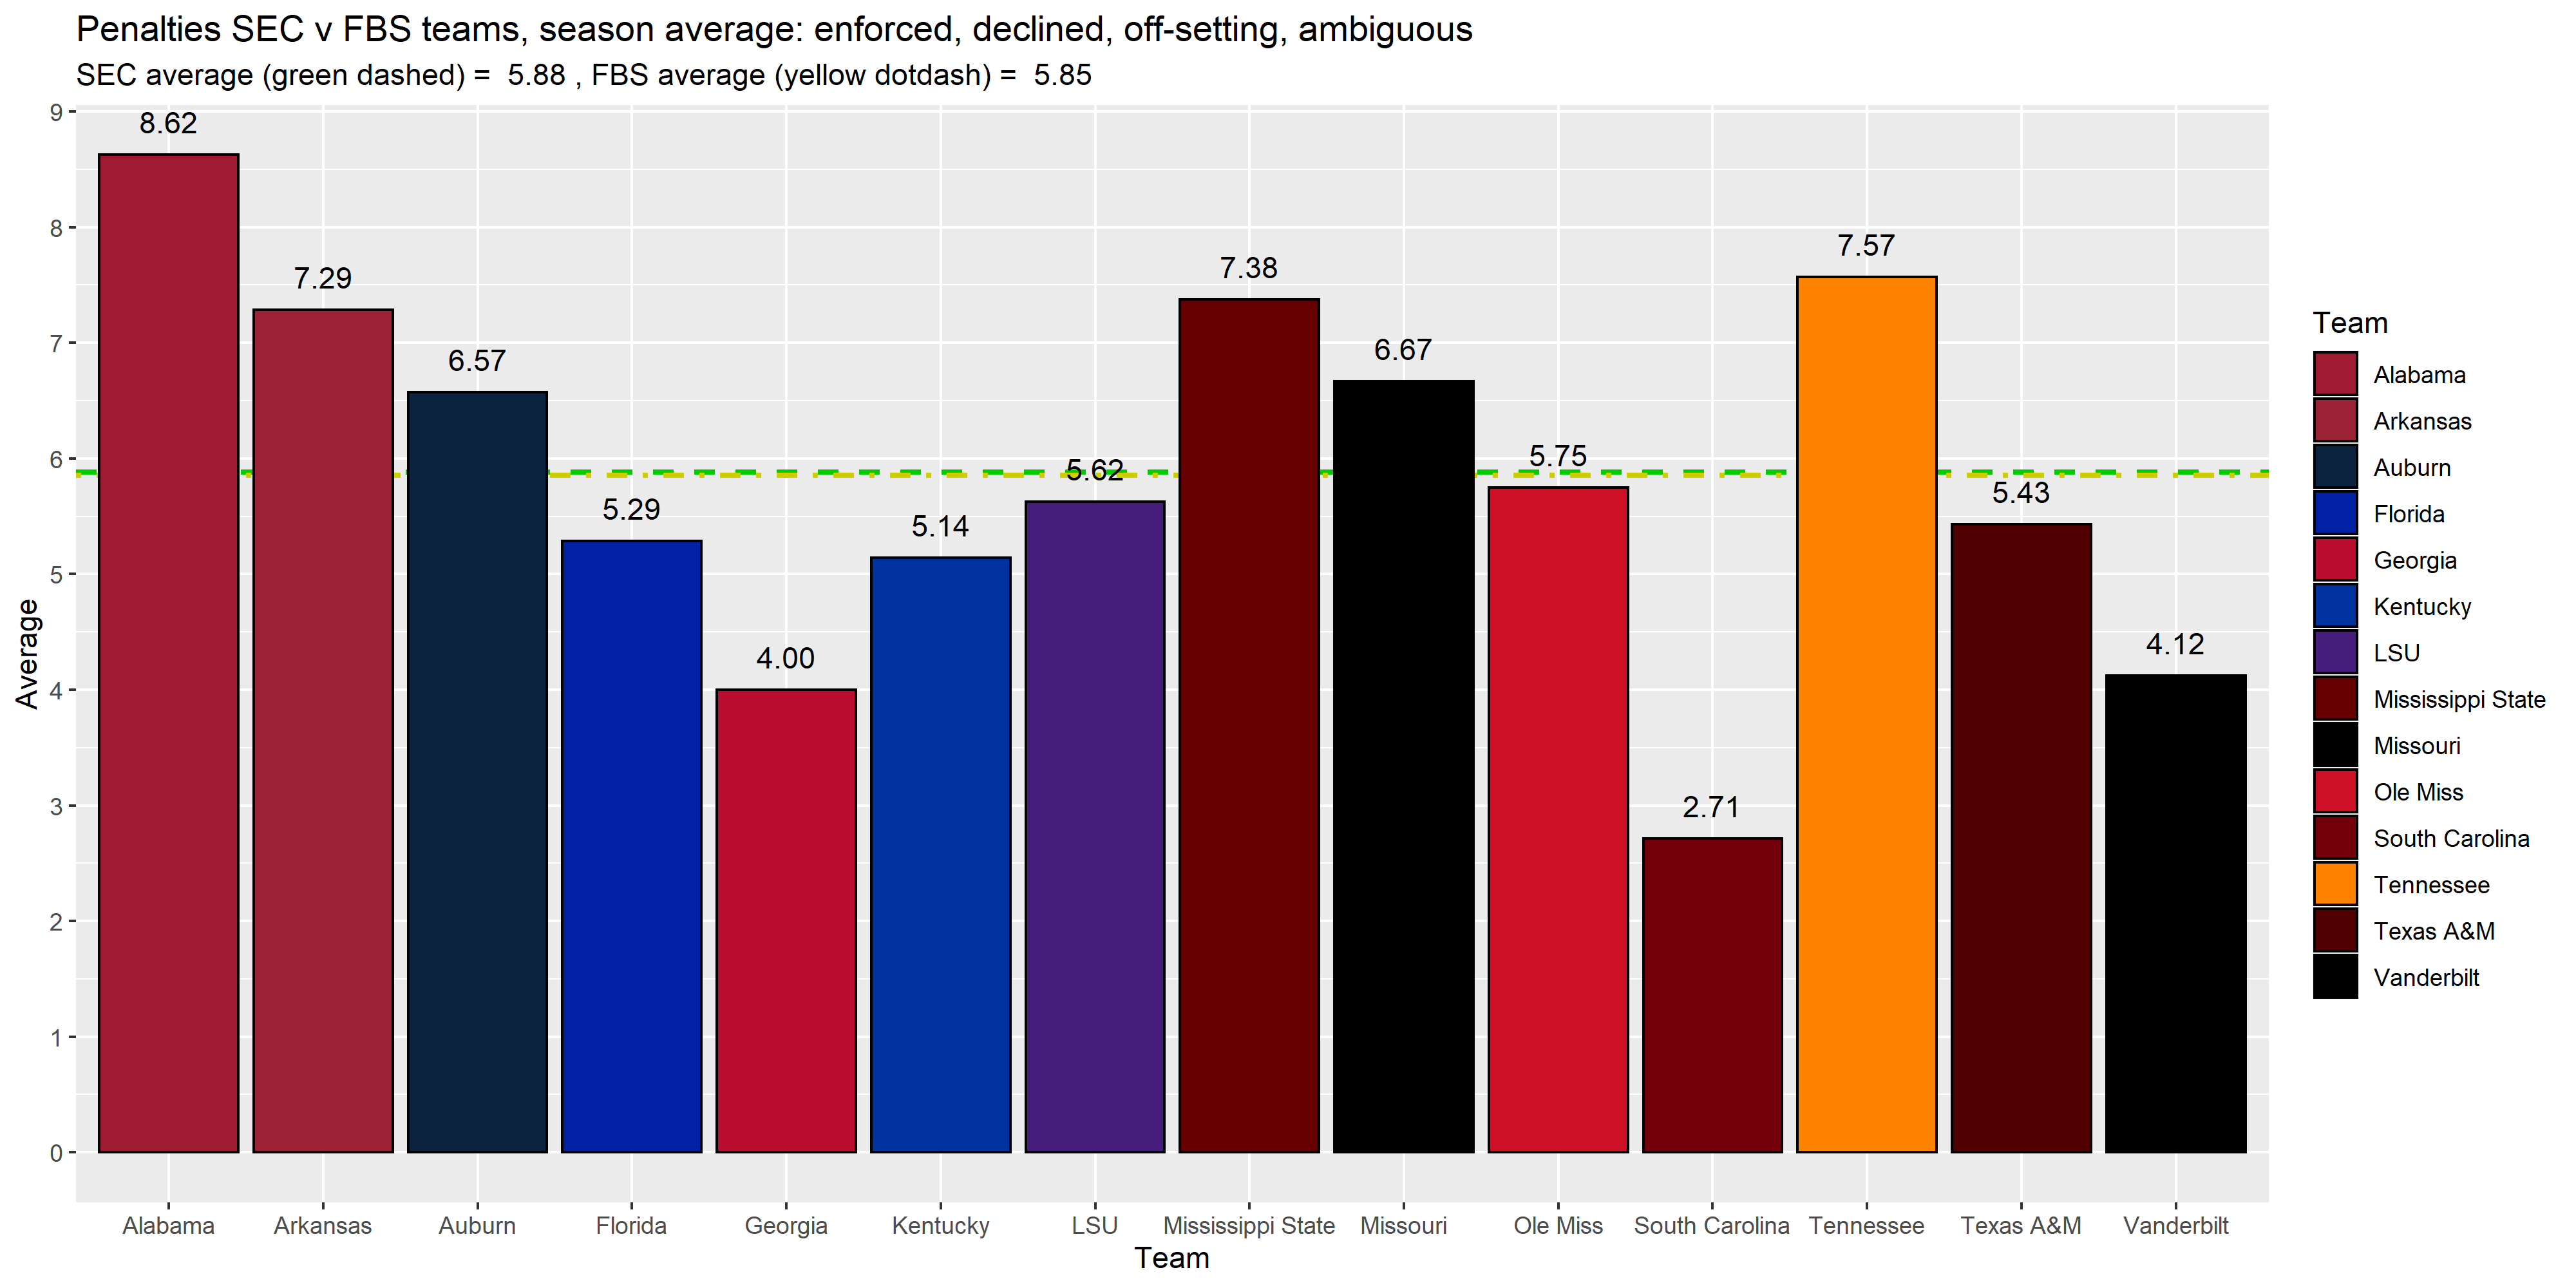 Penalties SEC v FBS teams, season average: enforced, declined, off-setting, ambiguous
SEC average (green dashed) =  5.88 , FBS average (yellow dotdash) =  5.85
Average
9
8
7
6
5
4
3
2
1
0
8.62
7.29
6.57
5.29
4.00
5.14
5.62
7.38
6.67
5.75
2.71
7.57
5.43
4.12
Alabama
Arkansas
Auburn
Florida
Georgia
Kentucky
LSU
Mississippi State
Missouri
Ole Miss
South Carolina
Tennessee
Texas A&M
Vanderbilt
Team
Team
Alabama
Arkansas
Auburn
Florida
Georgia
Kentucky
LSU
Mississippi State
Missouri
Ole Miss
South Carolina
Tennessee
Texas A&M
Vanderbilt